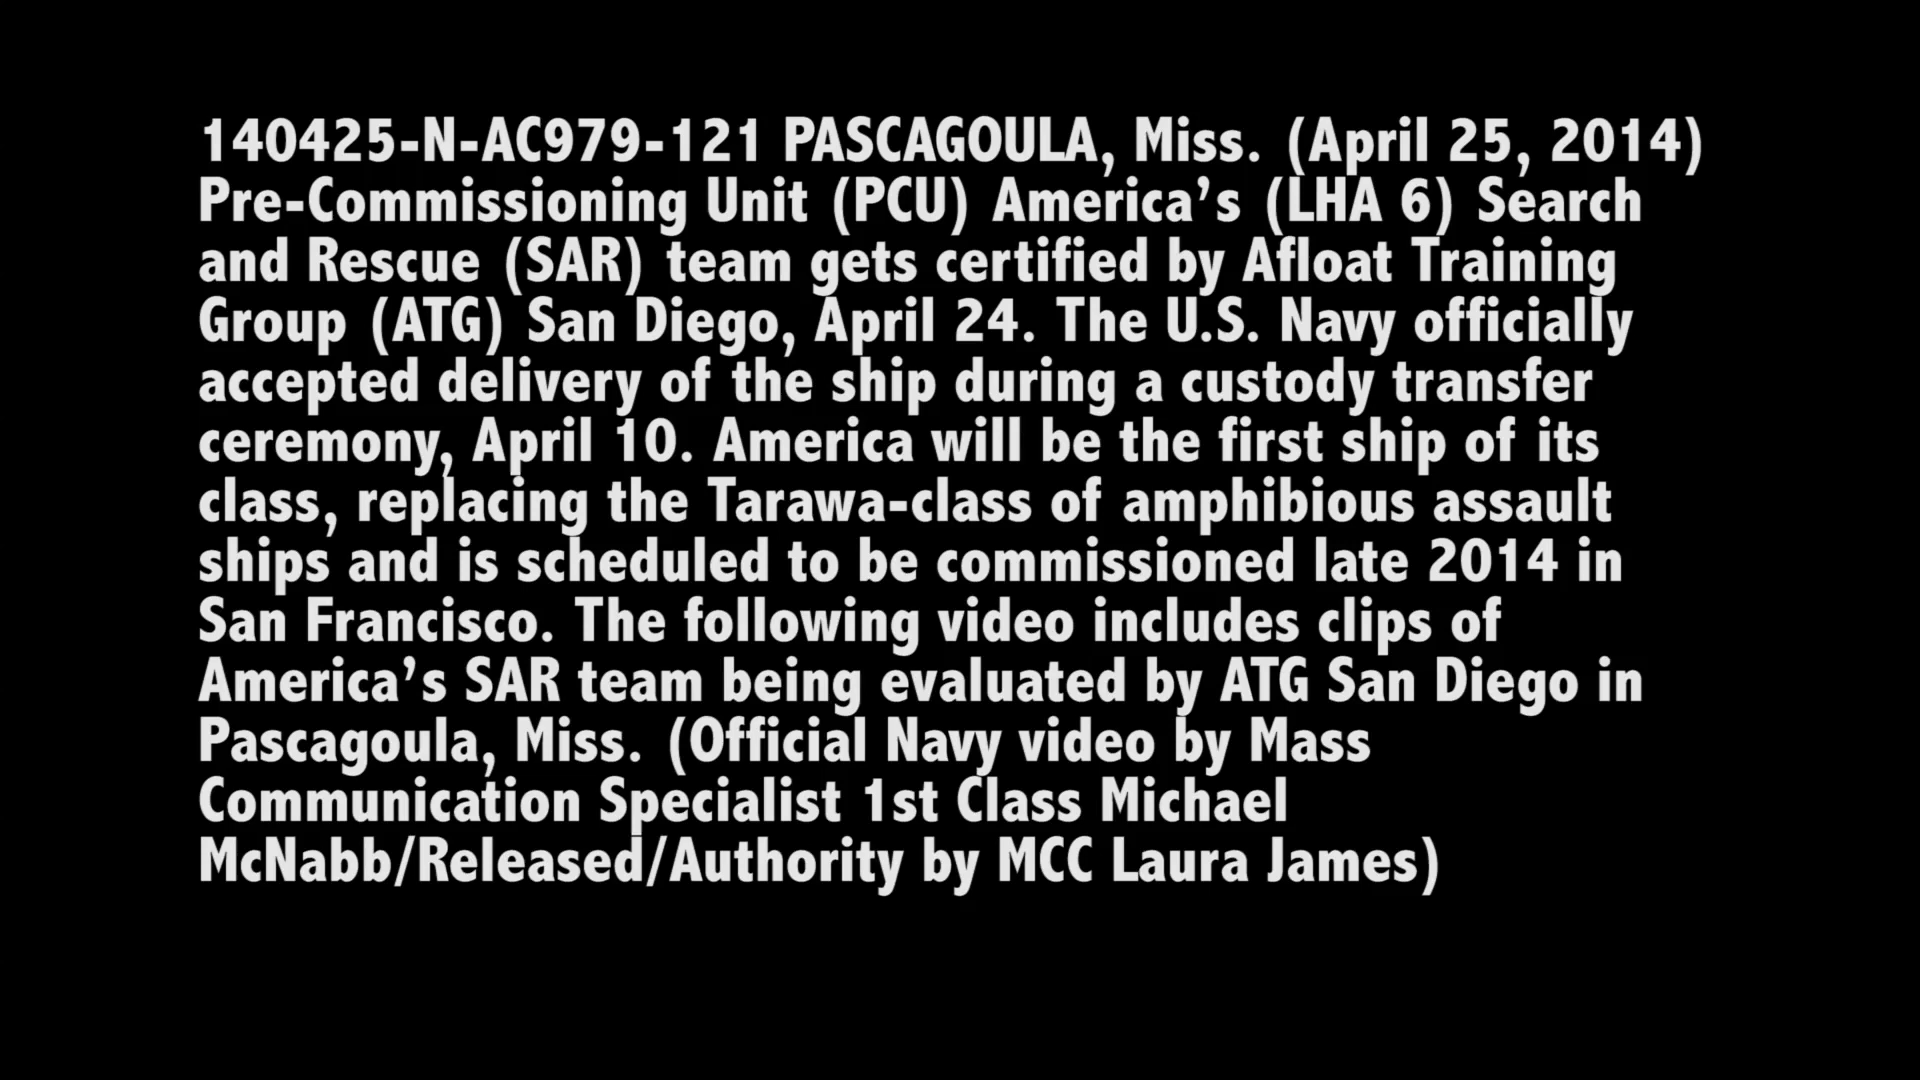 140425-N-AC979-121 PASCAGOULA, Miss. (April 25, 2014)
Pre-Commissioning Unit (PCU) America’s (LHA 6) Search
and Rescue (SAR) team gets certified by Afloat Training
Group (ATG) San Diego, April 24. The U.S. Navy officially
accepted delivery of the ship during a custody transfer
ceremony, April 10. America will be the first ship of its
class, replacing the Tarawa-class of amphibious assault
ships and is scheduled to be commissioned late 2014 in
San Francisco. The following video includes clips of
America’s SAR team being evaluated by ATG San Diego in
Pascagoula, Miss. (Official Navy video by Mass
Communication Specialist 1st Class Michael
McNabb/Released/Authority by MCC Laura James)